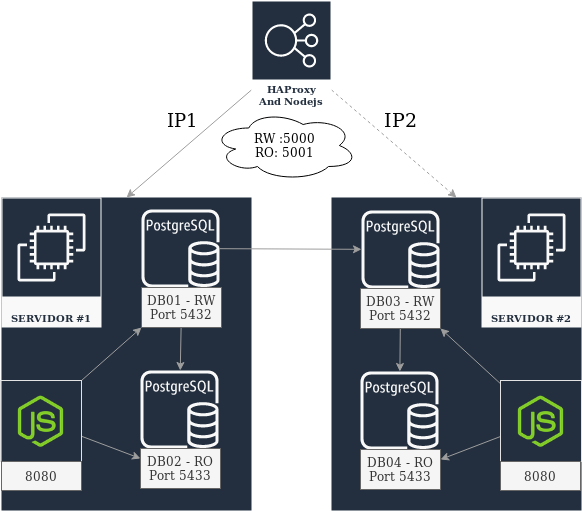 HAProxy
And Nodejs
IP1
IP2
RW :5000
RO: 5001
PostgreSQL
DB01 - RW
Port 5432
SERVIDOR #1
PostgreSQL
DB02 - RO
Port 5433
JS
8080
PostgreSQL
DB03 - RW
Port 5432
SERVIDOR #2
PostgreSQL
DB04 - RO
Port 5433
JS
8080